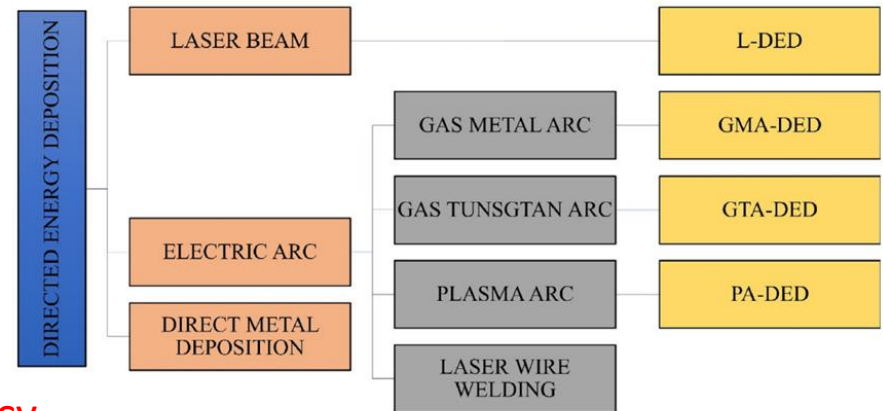 DIRECTED ENERGY DEPOSITION
LASER BEAM
L-DED
GAS METAL ARC
GMA-DED
GAS TUNSGTAN ARC
GTA-DED
ELECTRIC ARC
PLASMA ARC
PA-DED
DIRECT METAL
DEPOSITION
LASER WIRE
WELDING